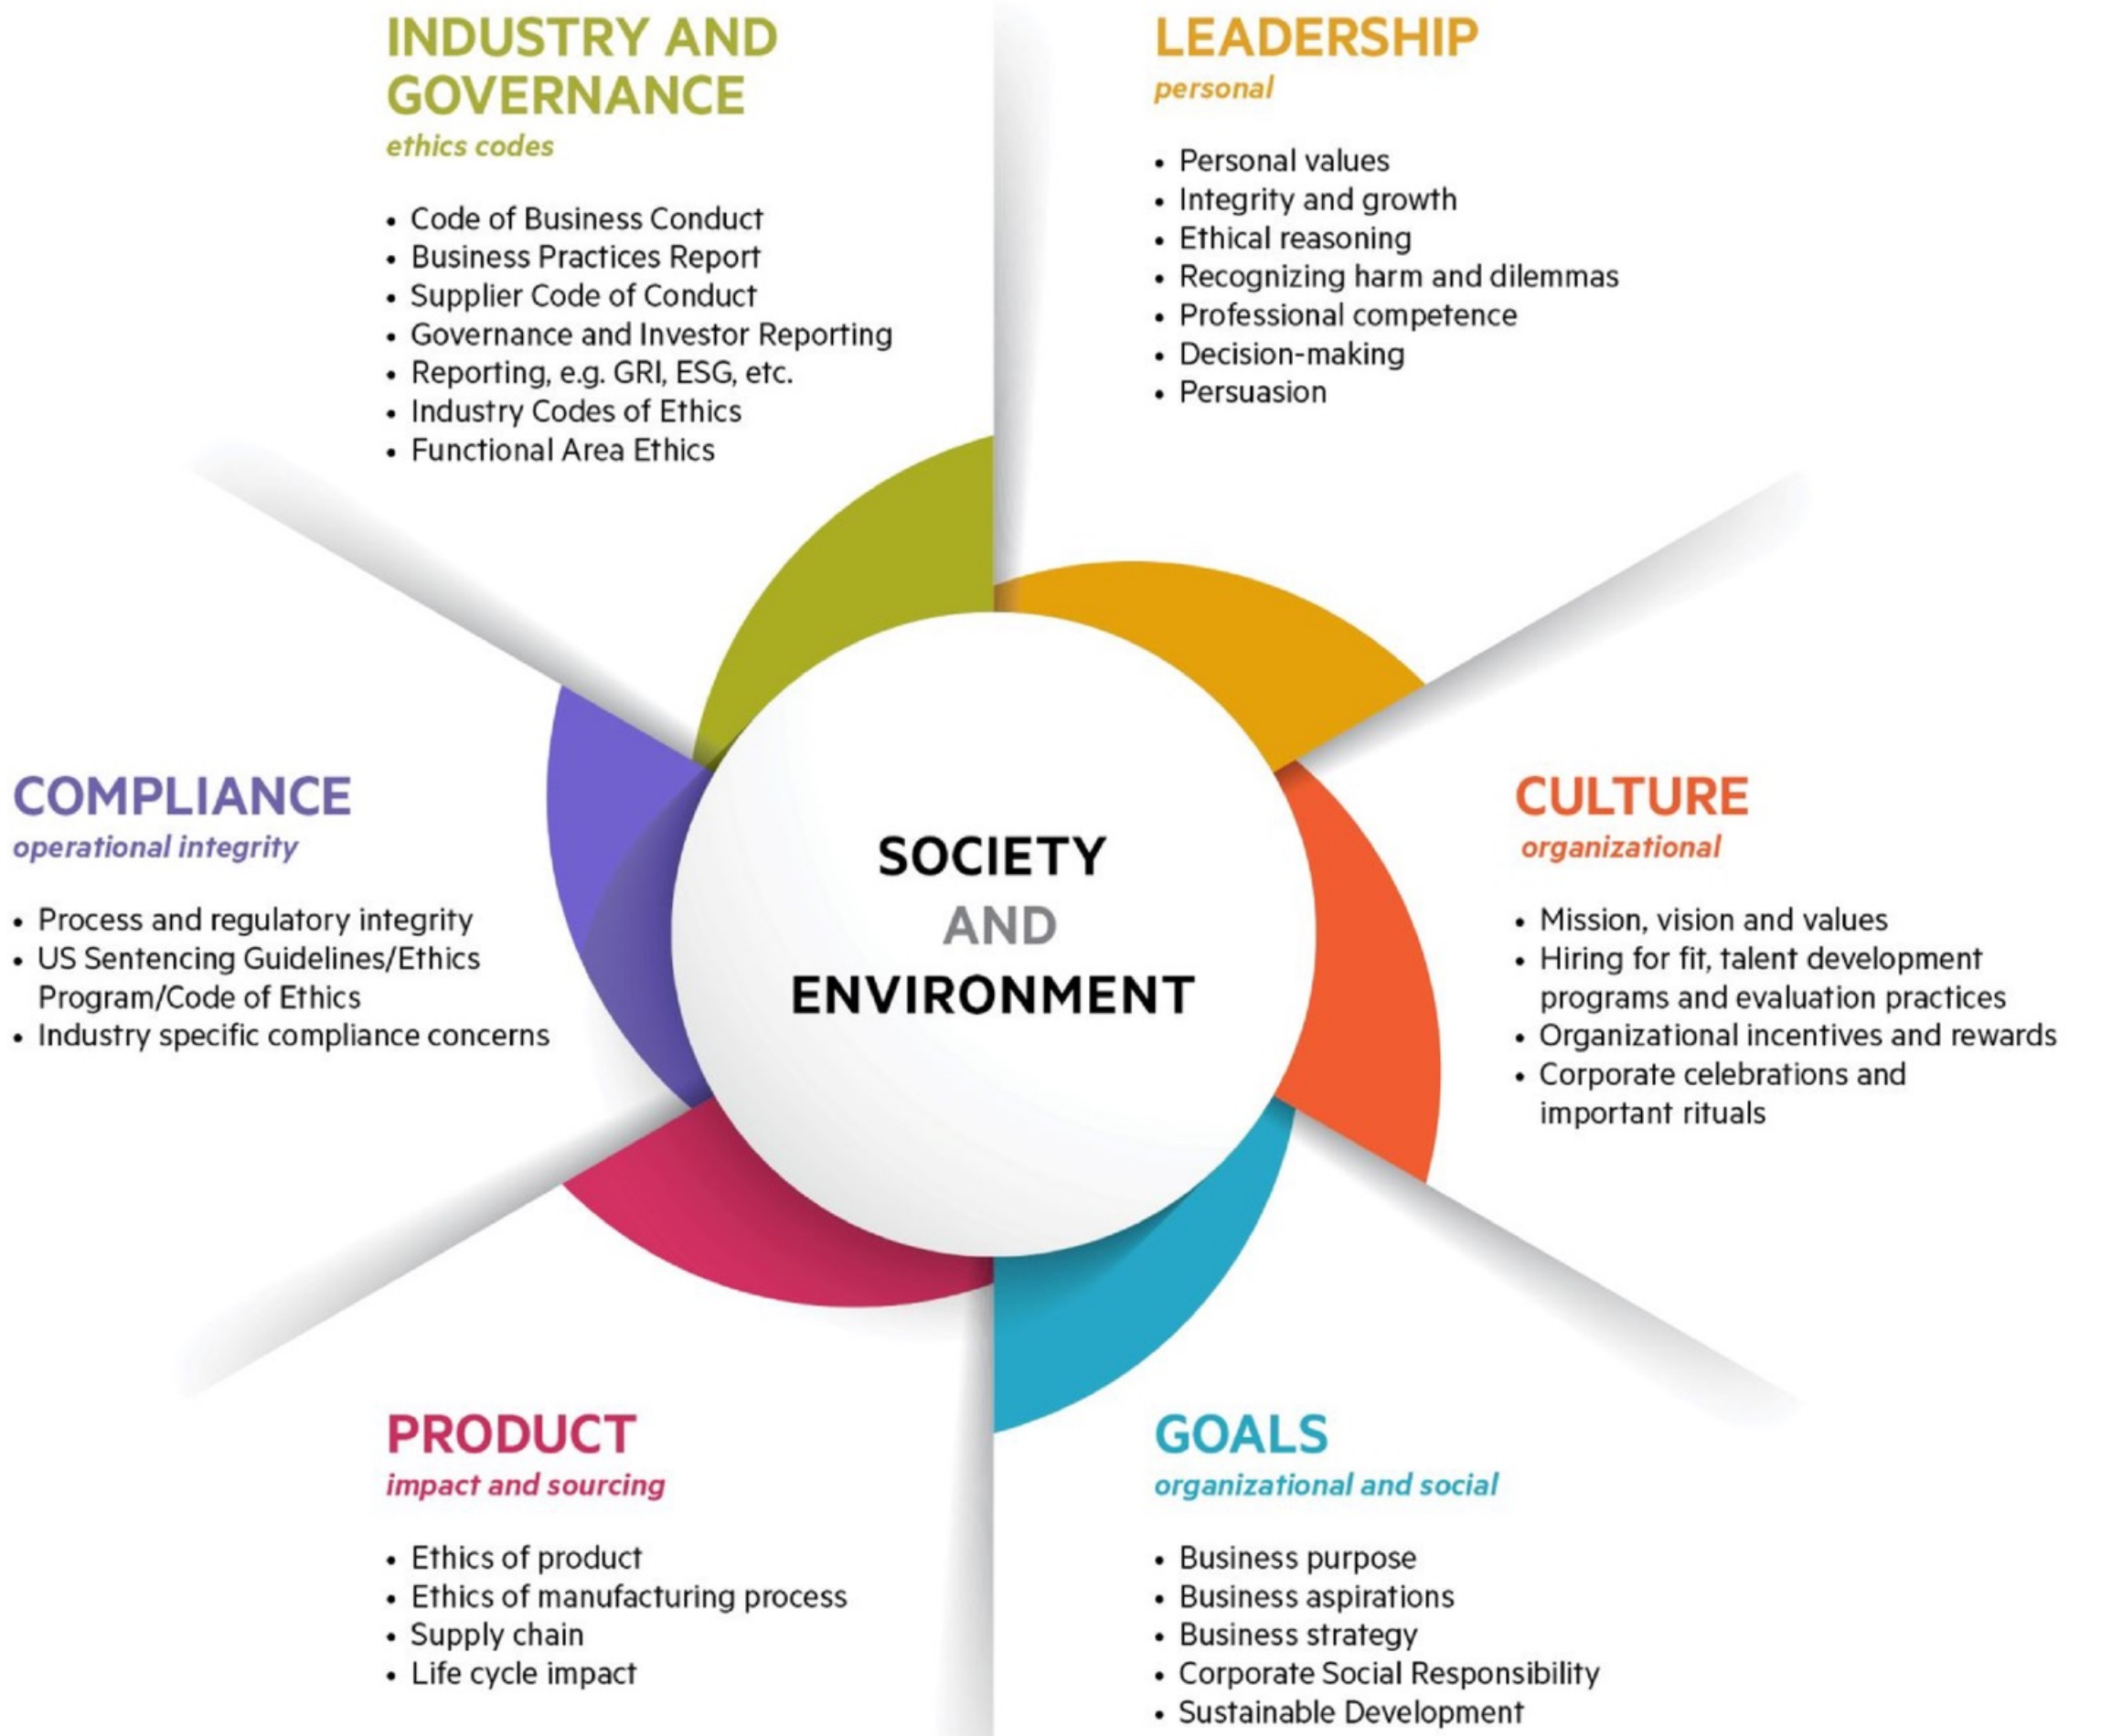 INDUSTRY AND
GOVERNANCE
ethics codes
• Code of Business Conduct
• Business Practices Report
• Supplier Code of Conduct
• Governance and Investor Reporting
• Reporting, e.g. GRI, ESG, etc.
• Industry Codes of Ethics
• Functional Area Ethics
LEADERSHIP
personal
• Personal values
• Integrity and growth
• Ethical reasoning
• Recognizing harm and dilemmas
• Professional competence
• Decision-making
• Persuasion
COMPLIANCE
operational integrity
• Process and regulatory integrity
• US Sentencing Guidelines/Ethics
Program/Code of Ethics
• Industry specific compliance concerns
SOCIETY
AND
ENVIRONMENT
CULTURE
organizational
• Mission, vision and values
• Hiring for fit, talent development
programs and evaluation practices
• Organizational incentives and rewards
• Corporate celebrations and
important rituals
PRODUCT
impact and sourcing
• Ethics of product
• Ethics of manufacturing process
• Supply chain
• Life cycle impact
GOALS
organizational and social
• Business purpose
• Business aspirations
• Business strategy
• Corporate Social Responsibility
• Sustainable Development